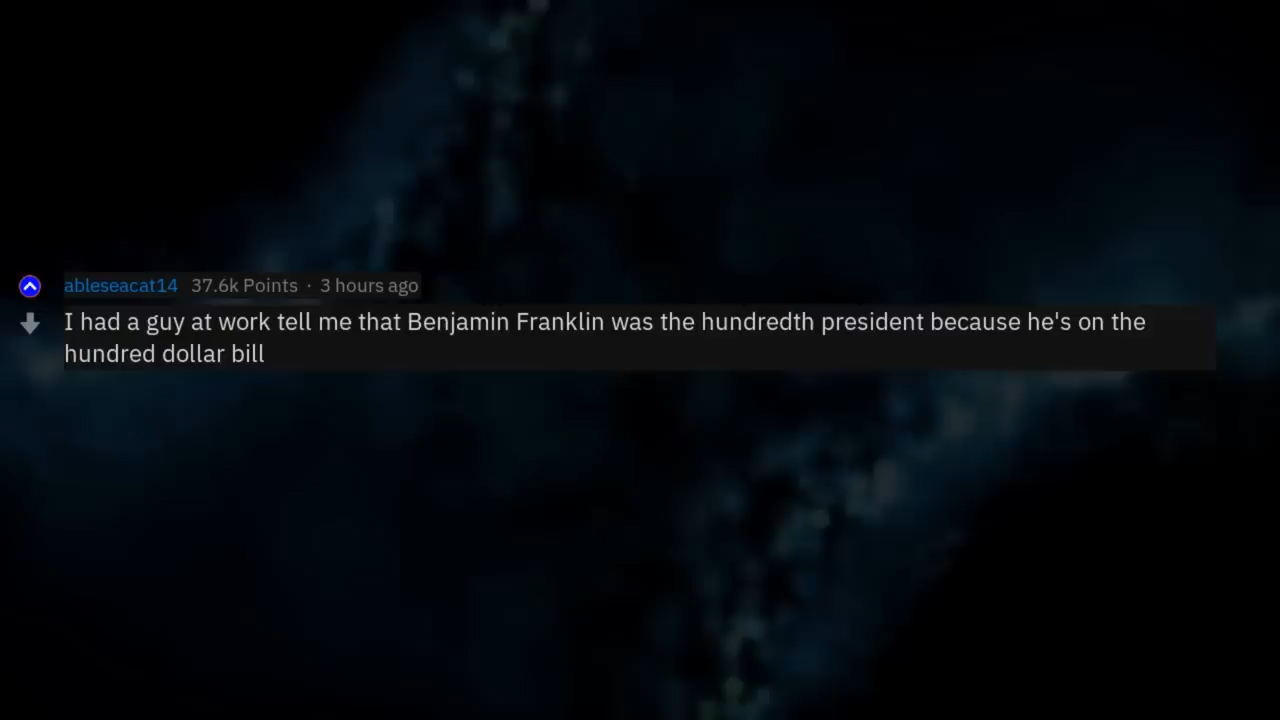 ableseacat14 37.6k Points · 3 hours ago
I had a guy at work tell me that Benjamin Franklin was the hundredth president because he's on the
hundred dollar bill